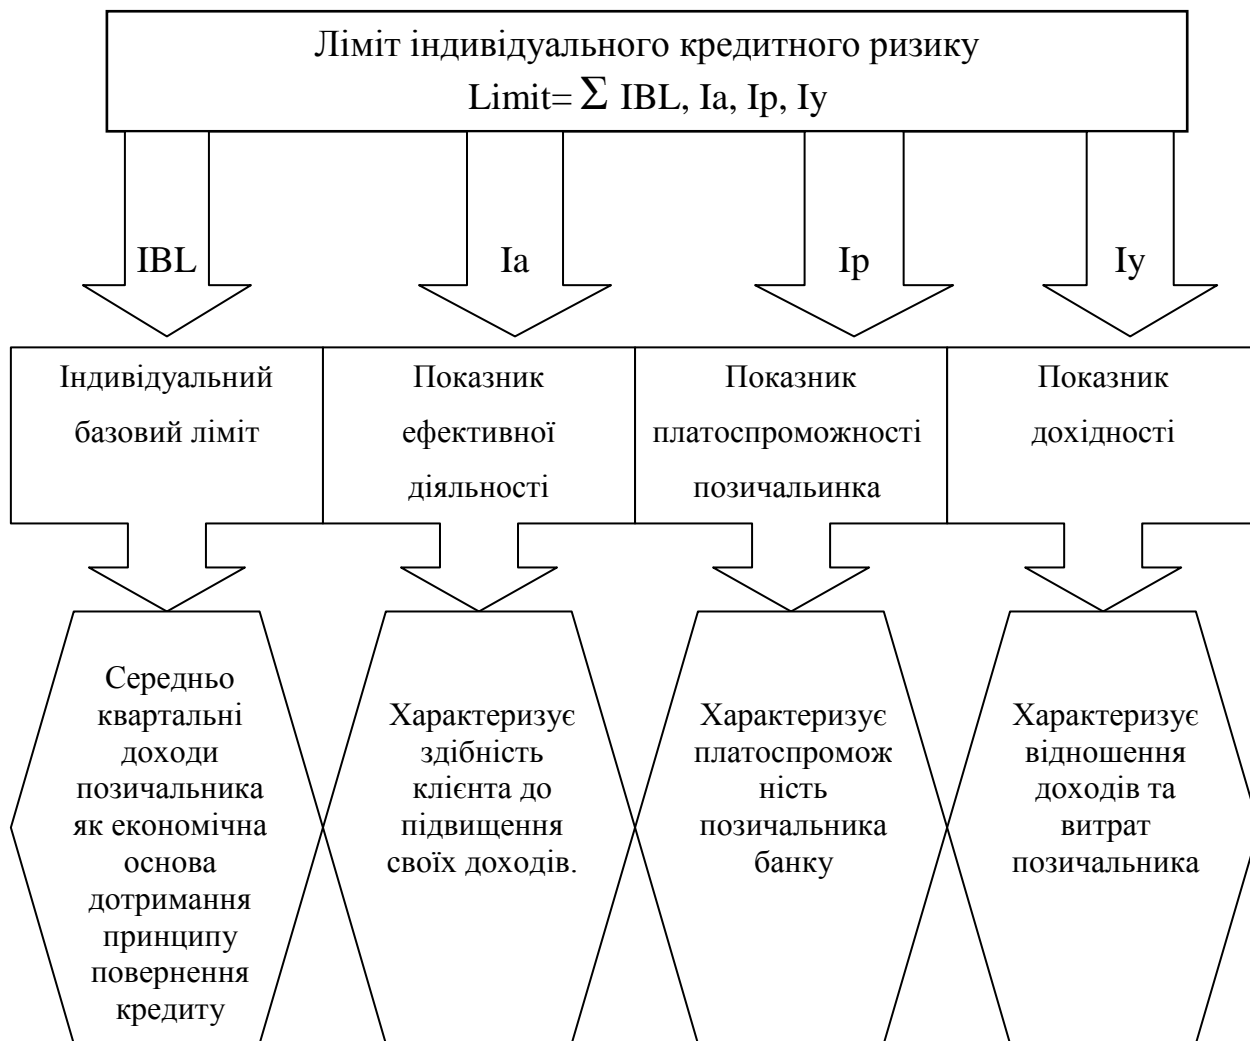 Ліміт індивідуального кредитного ризику
Limit= Σ IBL, Ia, Ip, Iy
IBL
Ia
Ip
Iy
Індивідуальний
базовий ліміт
Показник
ефективної
діяльності
Показник
платоспроможності
позичальинка
Показник
дохідності
Середньо
квартальні
доходи
позичальника
як економічна
основа
дотримання
принципу
повернення
кредиту
Характеризує
здібність
клієнта до
підвищення
своїх доходів.
Характеризує
платоспромож
ність
позичальника
банку
Характеризує
відношення
доходів та
витрат
позичальника